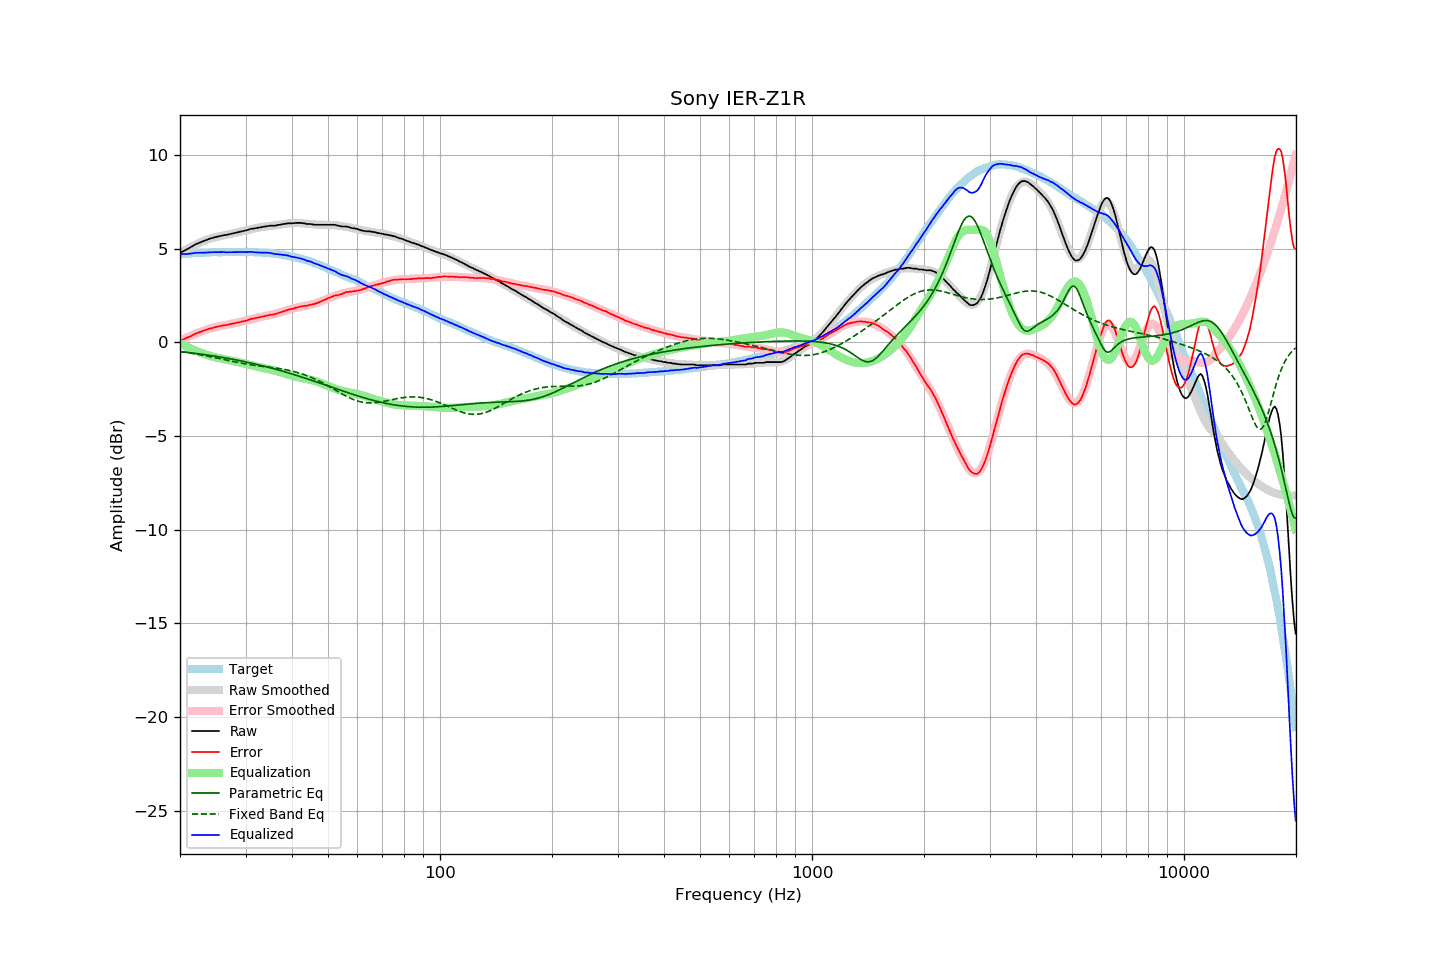 Sony IER-Z1R
10
5
0
−5
−10
−15
−20
−25
Amplitude (dBr)
Target
Raw Smoothed
Error Smoothed
Raw
Error
Equalization
Parametric Eq
Fixed Band Eq
Equalized
100 1000 10000
Frequency (Hz)